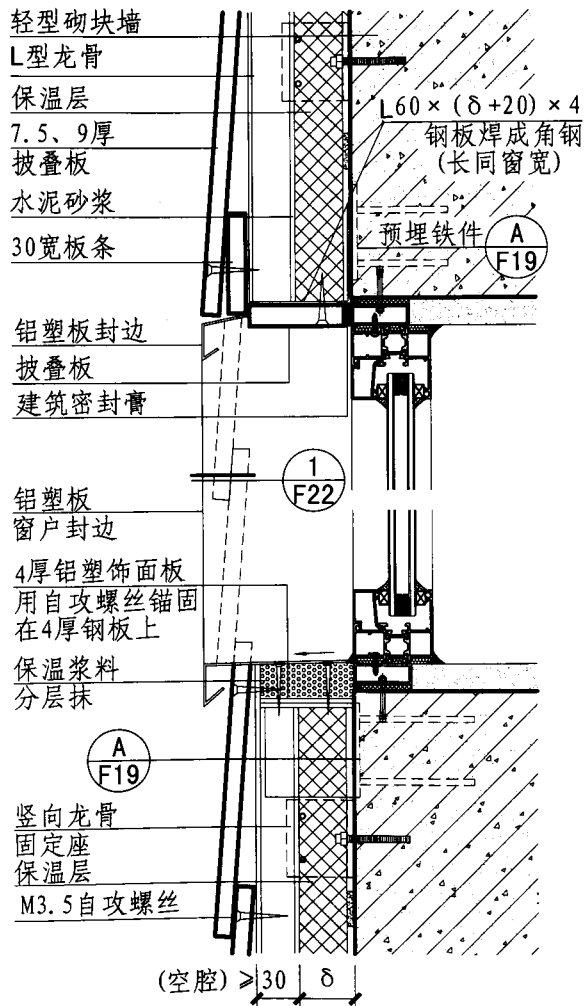 轻型砌块墙
L型龙骨
保温层
7.5、9厚
披叠板
水泥砂浆
30宽板条
L60×(δ+20)×4
钢板焊成角钢
(长同窗宽)
预埋铁件
A
F19
铝塑板封边
披叠板
建筑密封膏
1
F22
铝塑板
窗户封边
4厚铝塑饰面板
用自攻螺丝锚固
在4厚钢板上
保温浆料
分层抹
A
F19
竖向龙骨
固定座
保温层
M3.5自攻螺丝
(空腔)≥30 δ